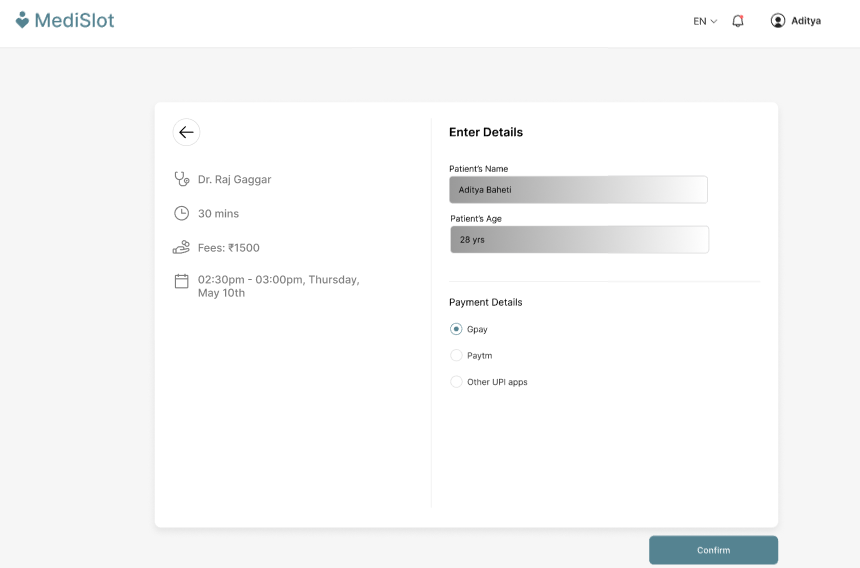 MediSlot
EN
Aditya
Dr. Raj Gaggar
30 mins
Fees: ₹1500
02:30pm - 03:00pm, Thursday,
May 10th
Enter Details
Patient's Name
Aditya Baheti
Patient's Age
28 yrs
Payment Details
Gpay
Paytm
Other UPI apps
Confirm